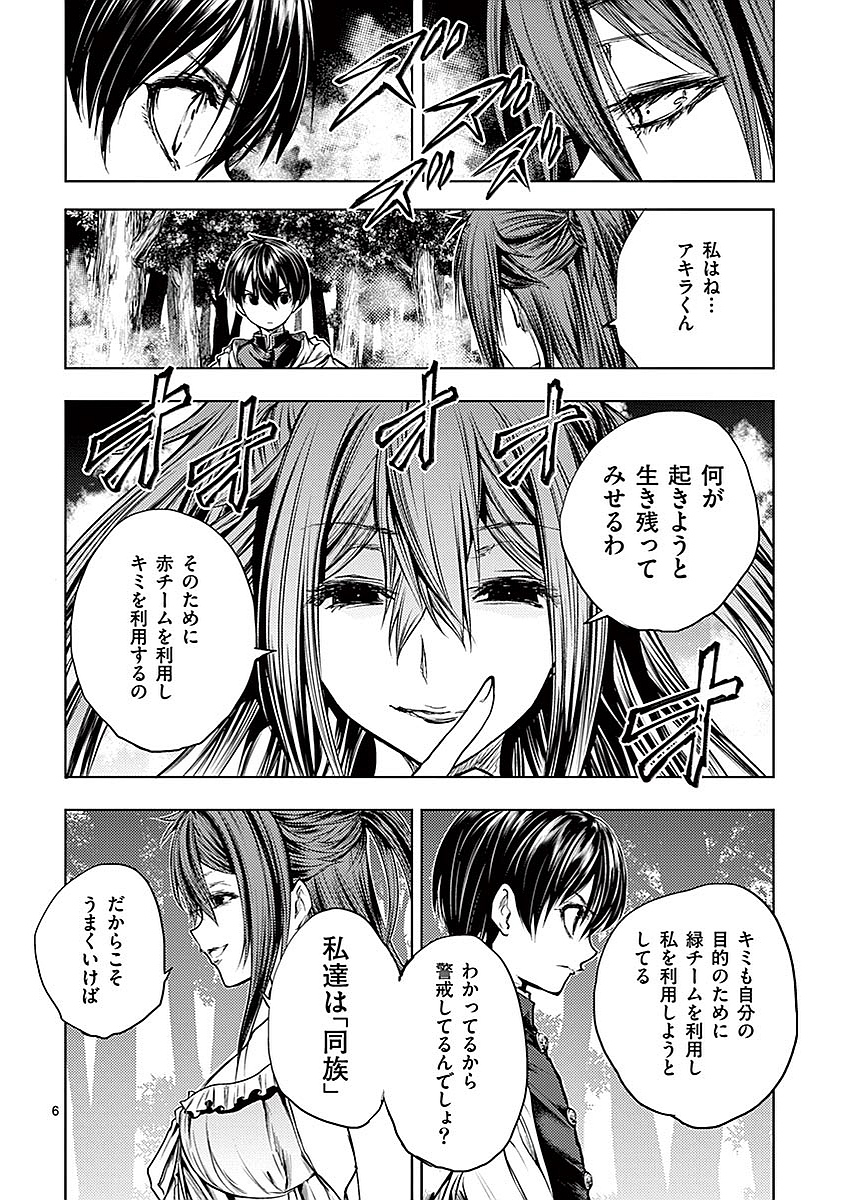 ズズズ
私はね…
アキラくん
オオオオ
何が
起きようと
生き残って
みせるわ
そのために
赤チームを利用し
キミを利用するの
オオ
キミも自分の
目的のために
緑チームを利用し
私を利用しようと
してる
わかってるから
警戒してるんでしょ？
私達は「同族」
だからこそ
うまくいけば
6